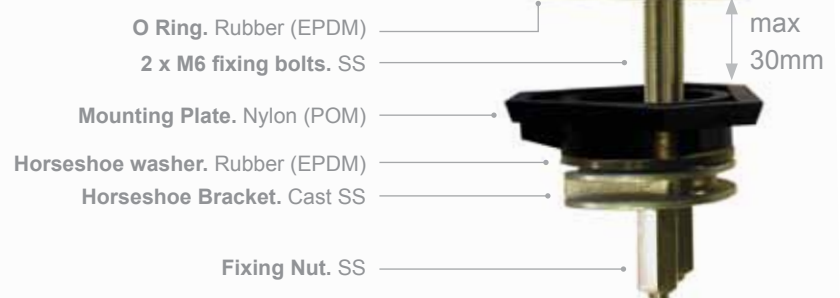 O Ring. Rubber (EPDM)
max
2 x M6 fixing bolts. SS
30mm
Mounting Plate. Nylon (POM)
Horseshoe washer. Rubber (EPDM)
Horseshoe Bracket. Cast SS
Fixing Nut. SS